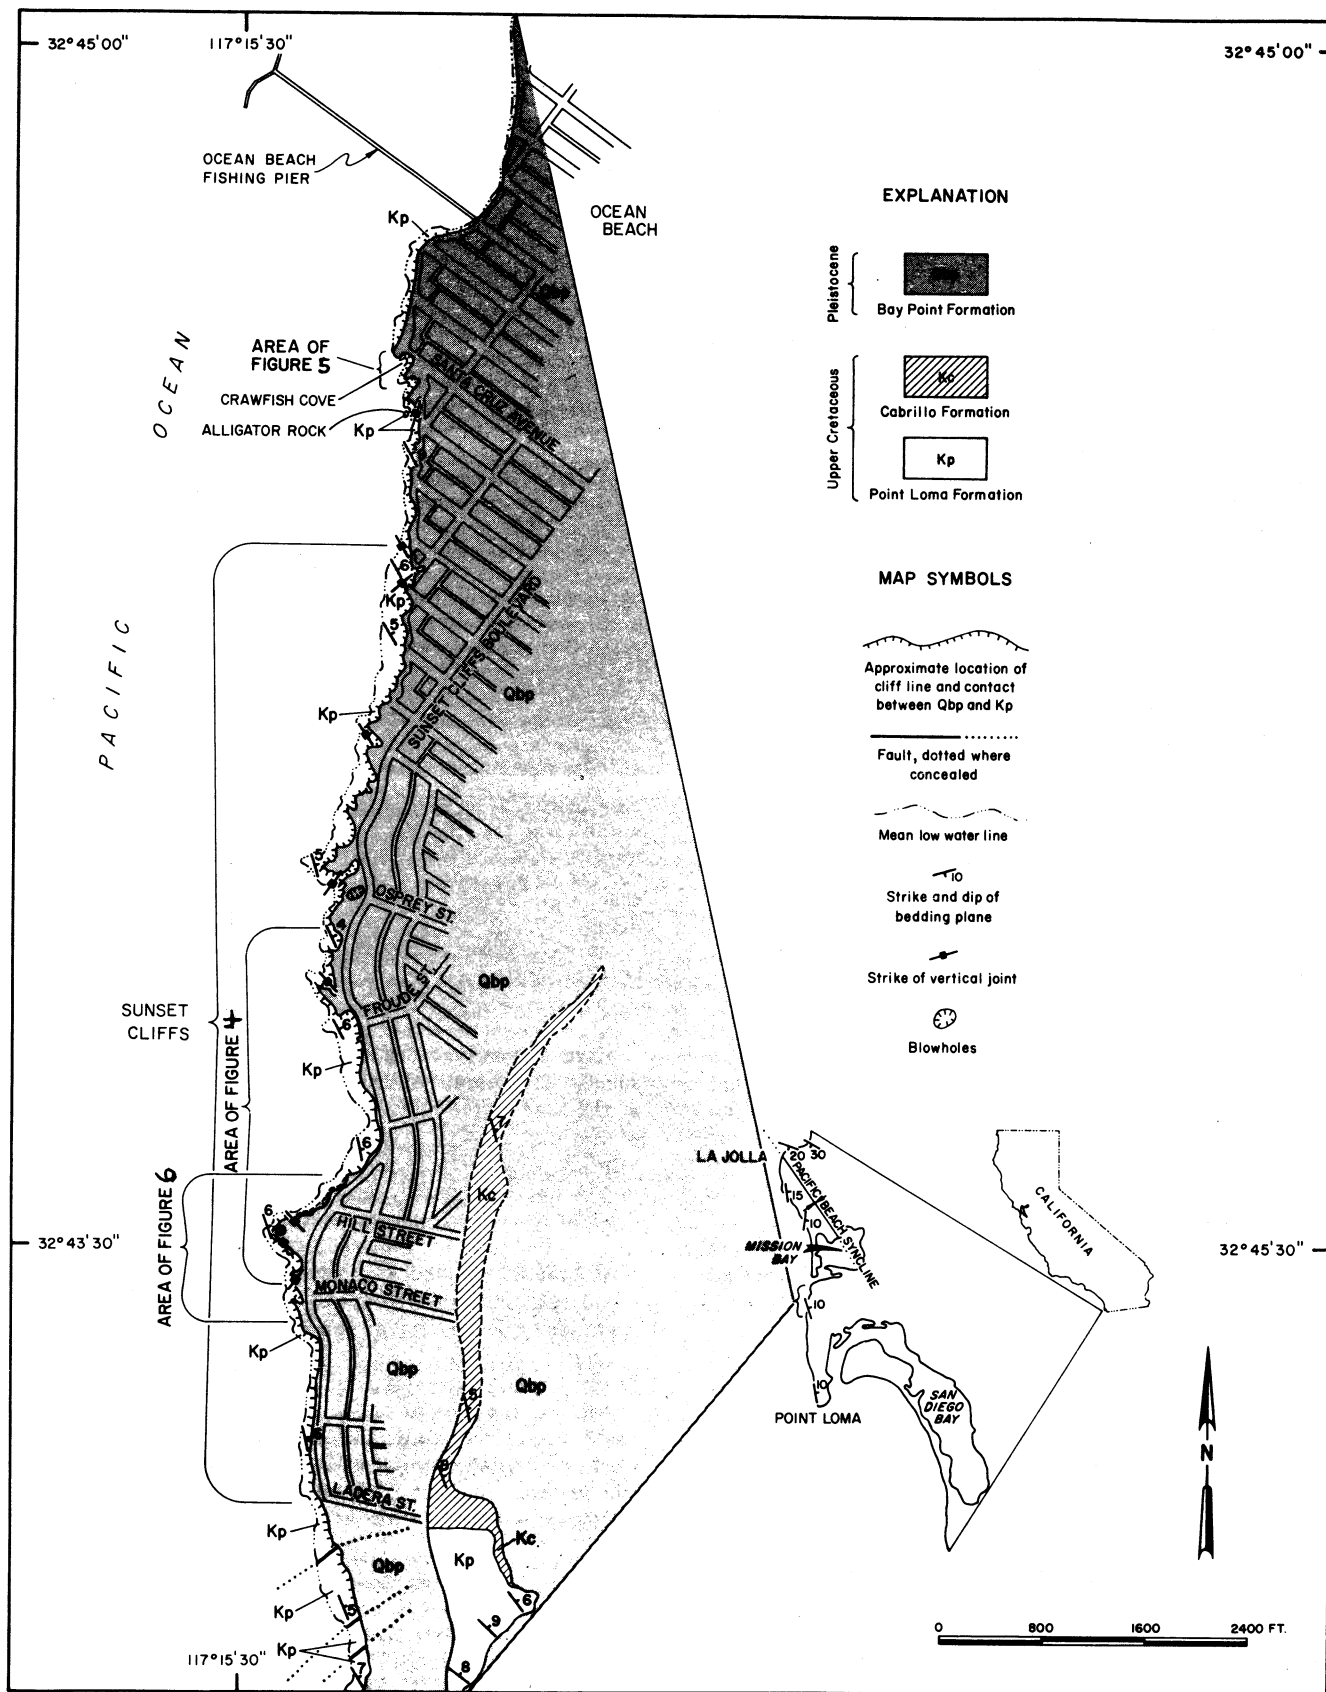 32°45'00"
117°15'30"
32°45'00"
OCEAN BEACH
FISHING PIER
Kp
OCEAN
BEACH
EXPLANATION
Pleistocene
Bay Point Formation
Upper Cretaceous
Kc
Cabrillo Formation
Kp
Point Loma Formation
OCEAN
PACIFIC
AREA OF
FIGURE 5
CRAWFISH COVE
ALLIGATOR ROCK
Kp
SANTA CRUZ AVENUE
MAP SYMBOLS
Approximate location of
cliff line and contact
between Qbp and Kp
Fault, dotted where
concealed
Mean low water line
10
Strike and dip of
bedding plane
Strike of vertical joint
Blowholes
6
Kp
5
SUNSET CLIFFS BOULEVARD
Qbp
Kp
5
OSPREY ST.
4
FROUDE ST.
Qbp
6
SUNSET
CLIFFS
AREA OF FIGURE 4
Kp
7
6
Kc
AREA OF FIGURE 6
6
HILL STREET
32°43'30"
MONACO STREET
Kp
Qbp
Qbp
5
LADERA ST.
8
Kp
Kc
Qbp
Kp
Kp
5
6
9
Kp
7
8
117°15'30"
LA JOLLA
20
30
15
10
PACIFIC BEACH SYNCLINE
MISSION
BAY
10
10
POINT LOMA
SAN
DIEGO
BAY
CALIFORNIA
32°45'30"
N
0
800
1600
2400 FT.